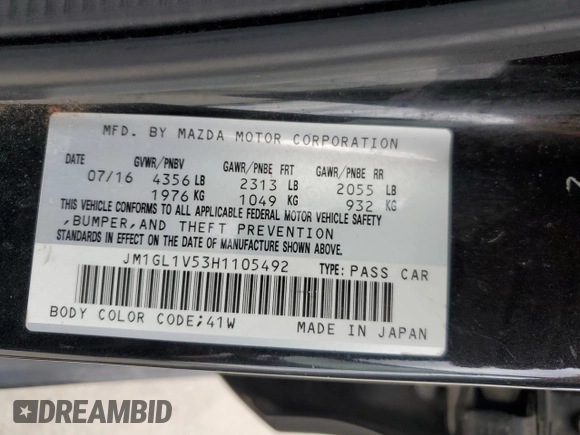 MFD. BY MAZDA MOTOR CORPORATION
DATE GVWR/PNBV GAWR/PNBE FRT GAWR/PNBE RR
07/16 4356 LB 2313 LB 2055 LB
1976 KG 1049 KG 932 KG
THIS VEHICLE CONFORMS TO ALL APPLICABLE FEDERAL MOTOR VEHICLE SAFETY
,BUMPER,AND THEFT PREVENTION
STANDARDS IN EFFECT ON THE DATE OF MANUFACTURE SHOWN ABOVE.
JM1GL1V53H1105492 TYPE: PASS CAR
BODY COLOR CODE;41W MADE IN JAPAN
DREAMBID